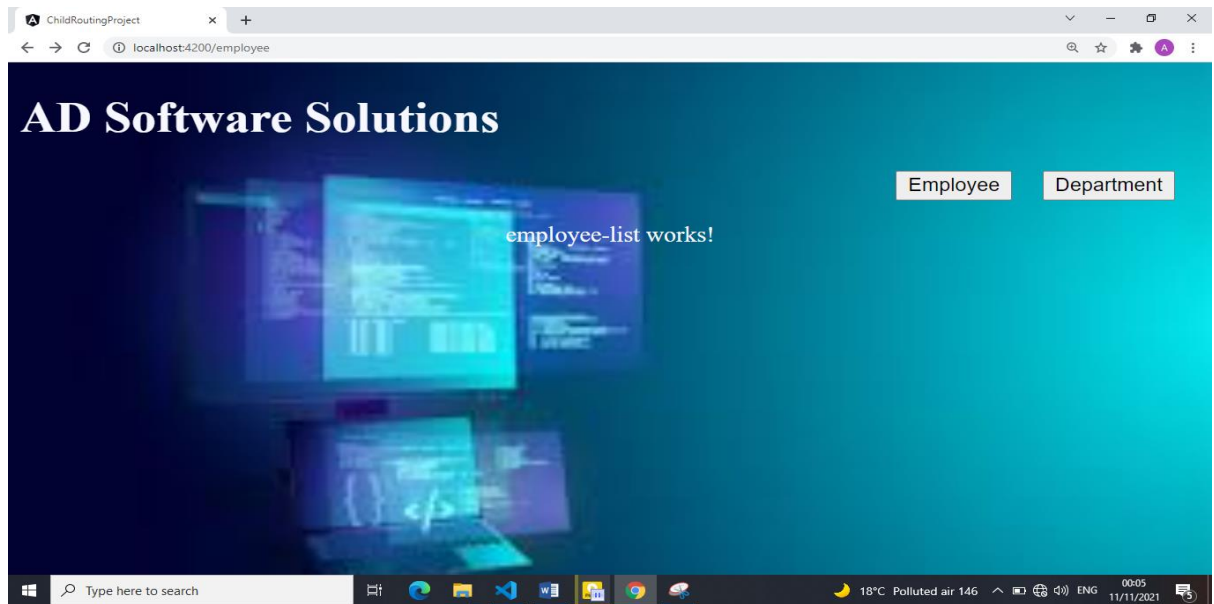 ChildRoutingProject
localhost:4200/employee
A
AD Software Solutions
Employee Department
employee-list works!
{ } </>
Type here to search
18°C Polluted air 146 ENG
00:05
11/11/2021
5